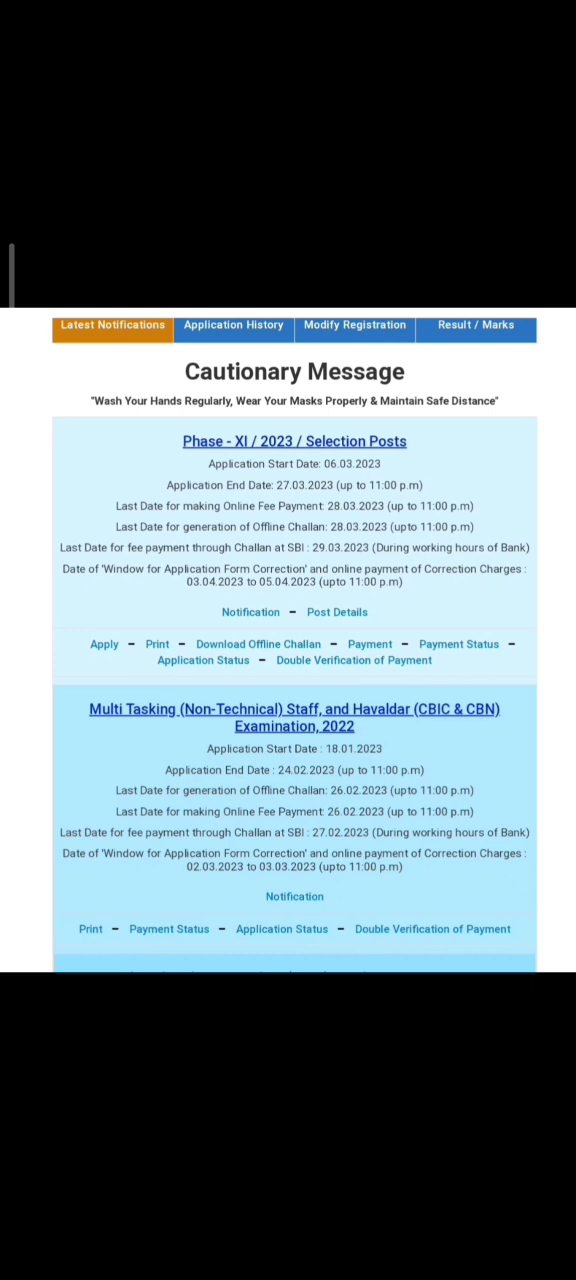 Latest Notifications Application History Modify Registration Result / Marks
Cautionary Message
"Wash Your Hands Regularly, Wear Your Masks Properly & Maintain Safe Distance"
Phase - XI / 2023 / Selection Posts
Application Start Date: 06.03.2023
Application End Date: 27.03.2023 (up to 11:00 p.m)
Last Date for making Online Fee Payment: 28.03.2023 (up to 11:00 p.m)
Last Date for generation of Offline Challan: 28.03.2023 (upto 11:00 p.m)
Last Date for fee payment through Challan at SBI : 29.03.2023 (During working hours of Bank)
Date of 'Window for Application Form Correction' and online payment of Correction Charges :
03.04.2023 to 05.04.2023 (upto 11:00 p.m)
Notification – Post Details
Apply – Print – Download Offline Challan – Payment – Payment Status –
Application Status – Double Verification of Payment
Multi Tasking (Non-Technical) Staff, and Havaldar (CBIC & CBN)
Examination, 2022
Application Start Date : 18.01.2023
Application End Date : 24.02.2023 (up to 11:00 p.m)
Last Date for generation of Offline Challan: 26.02.2023 (upto 11:00 p.m)
Last Date for making Online Fee Payment: 26.02.2023 (up to 11:00 p.m)
Last Date for fee payment through Challan at SBI : 27.02.2023 (During working hours of Bank)
Date of 'Window for Application Form Correction' and online payment of Correction Charges :
02.03.2023 to 03.03.2023 (upto 11:00 p.m)
Notification
Print – Payment Status – Application Status – Double Verification of Payment